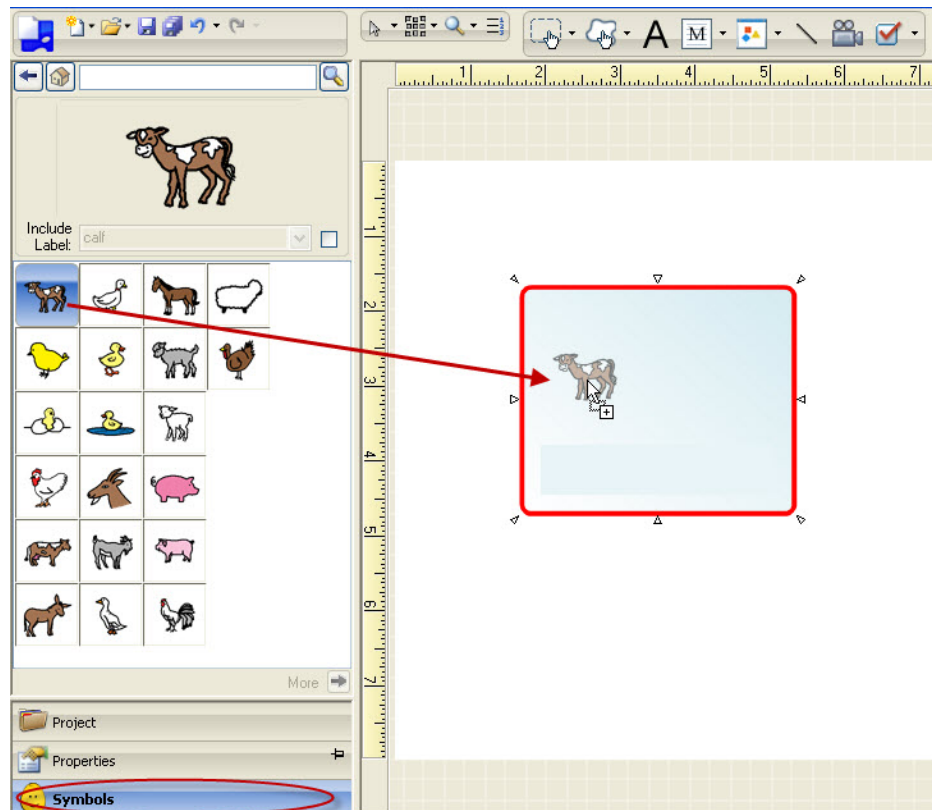 A M
1 2 3 4 5 6 7
Include
Label: calf
1
2
3
4
5
6
7
More
Project
Properties
Symbols